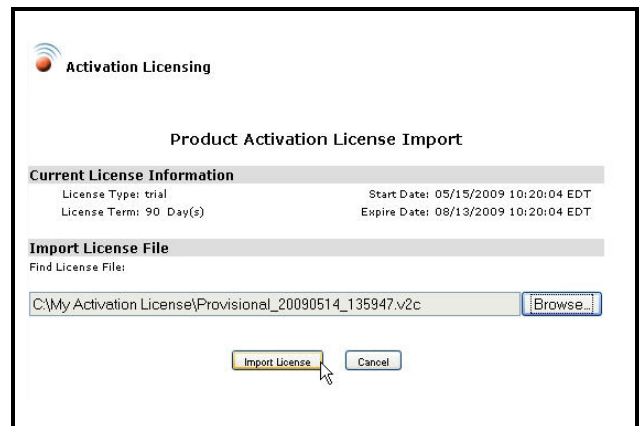 Activation Licensing
Product Activation License Import
Current License Information
License Type: trial
Start Date: 05/15/2009 10:20:04 EDT
License Term: 90 Day(s)
Expire Date: 08/13/2009 10:20:04 EDT
Import License File
Find License File:
C:\My Activation License\Provisional_20090514_135947.v2c
Browse...
Import License
Cancel